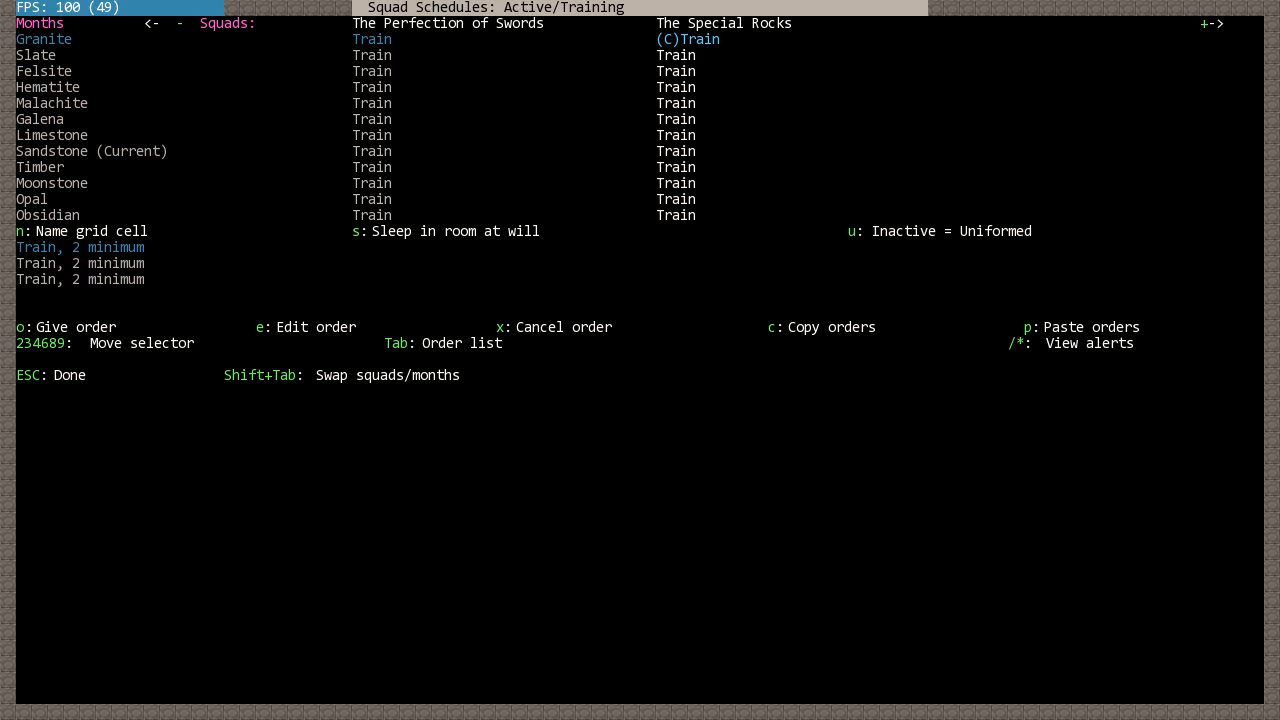 FPS: 100 (49) Squad Schedules: Active/Training
Months <- - Squads: The Perfection of Swords The Special Rocks +->
Granite Train (C)Train
Slate Train Train
Felsite Train Train
Hematite Train Train
Malachite Train Train
Galena Train Train
Limestone Train Train
Sandstone (Current) Train Train
Timber Train Train
Moonstone Train Train
Opal Train Train
Obsidian Train Train
n: Name grid cell s: Sleep in room at will u: Inactive = Uniformed
Train, 2 minimum
Train, 2 minimum
Train, 2 minimum
o: Give order e: Edit order x: Cancel order c: Copy orders p: Paste orders
234689: Move selector Tab: Order list /*: View alerts
ESC: Done Shift+Tab: Swap squads/months